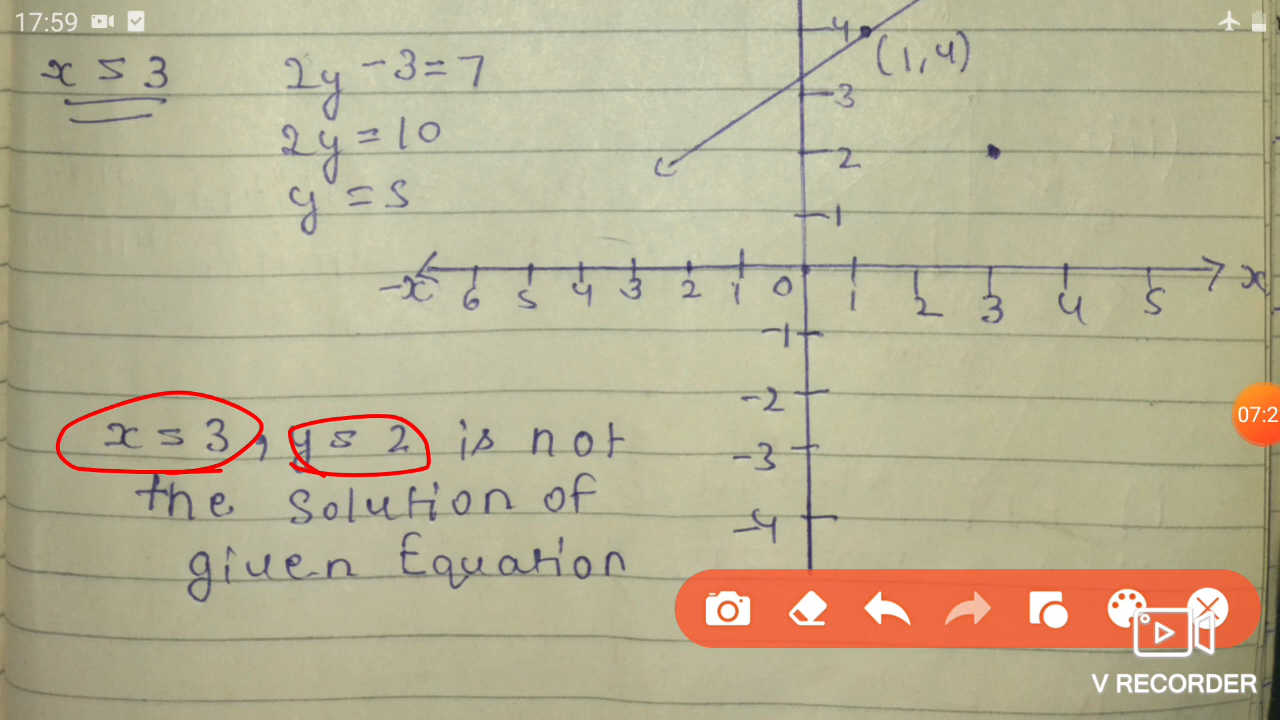 17:59
x = 3
2y - 3 = 7
2y = 10
y = 5
4
(1,4)
3
2
1
-x 6 5 4 3 2 1 0 1 2 3 4 5 x
-1
-2
-3
-4
x = 3, y = 2 is not
the solution of
given Equation
07:2
V RECORDER